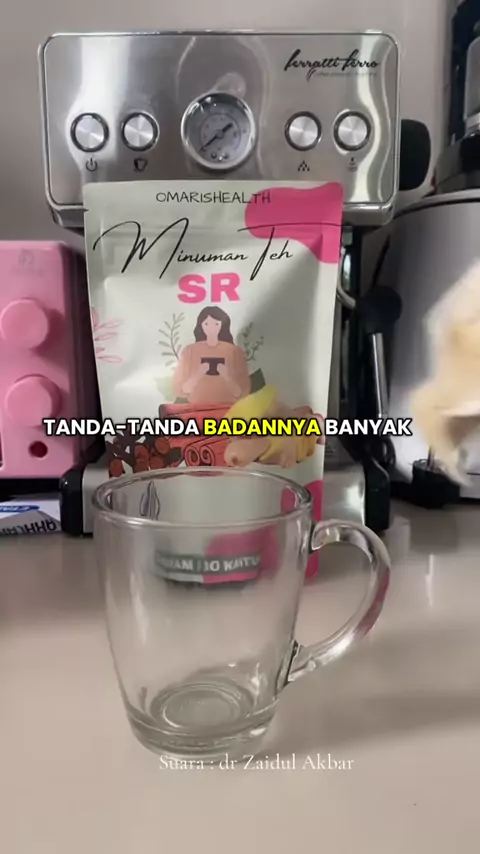 ferratti ferro
OMARISHEALTH
Minuman Teh
SR
TANDA-TANDA BADANNYA BANYAK
Suara : dr Zaidul Akbar